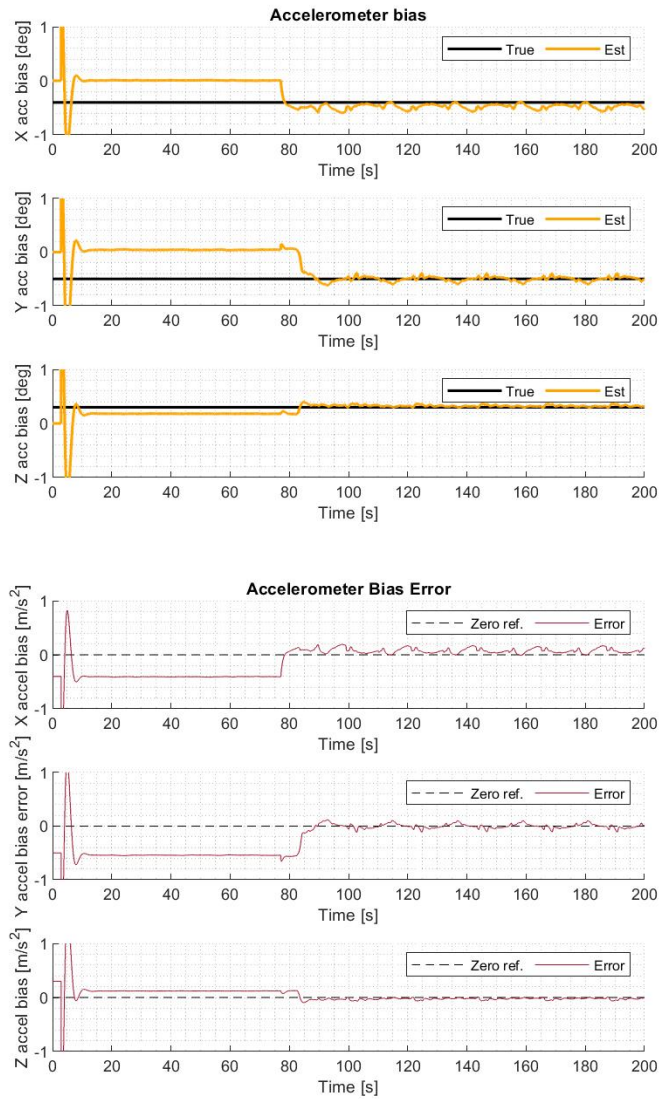 Accelerometer bias
X acc bias [deg]
1
0
-1
True Est
0 20 40 60 80 100 120 140 160 180 200
Time [s]
Y acc bias [deg]
1
0
-1
True Est
0 20 40 60 80 100 120 140 160 180 200
Time [s]
Z acc bias [deg]
1
0
-1
True Est
0 20 40 60 80 100 120 140 160 180 200
Time [s]
Accelerometer Bias Error
X accel bias [m/s²]
1
0
-1
Zero ref. Error
0 20 40 60 80 100 120 140 160 180 200
Time [s]
Y accel bias error [m/s²]
1
0
-1
Zero ref. Error
0 20 40 60 80 100 120 140 160 180 200
Time [s]
Z accel bias [m/s²]
1
0
-1
Zero ref. Error
0 20 40 60 80 100 120 140 160 180 200
Time [s]